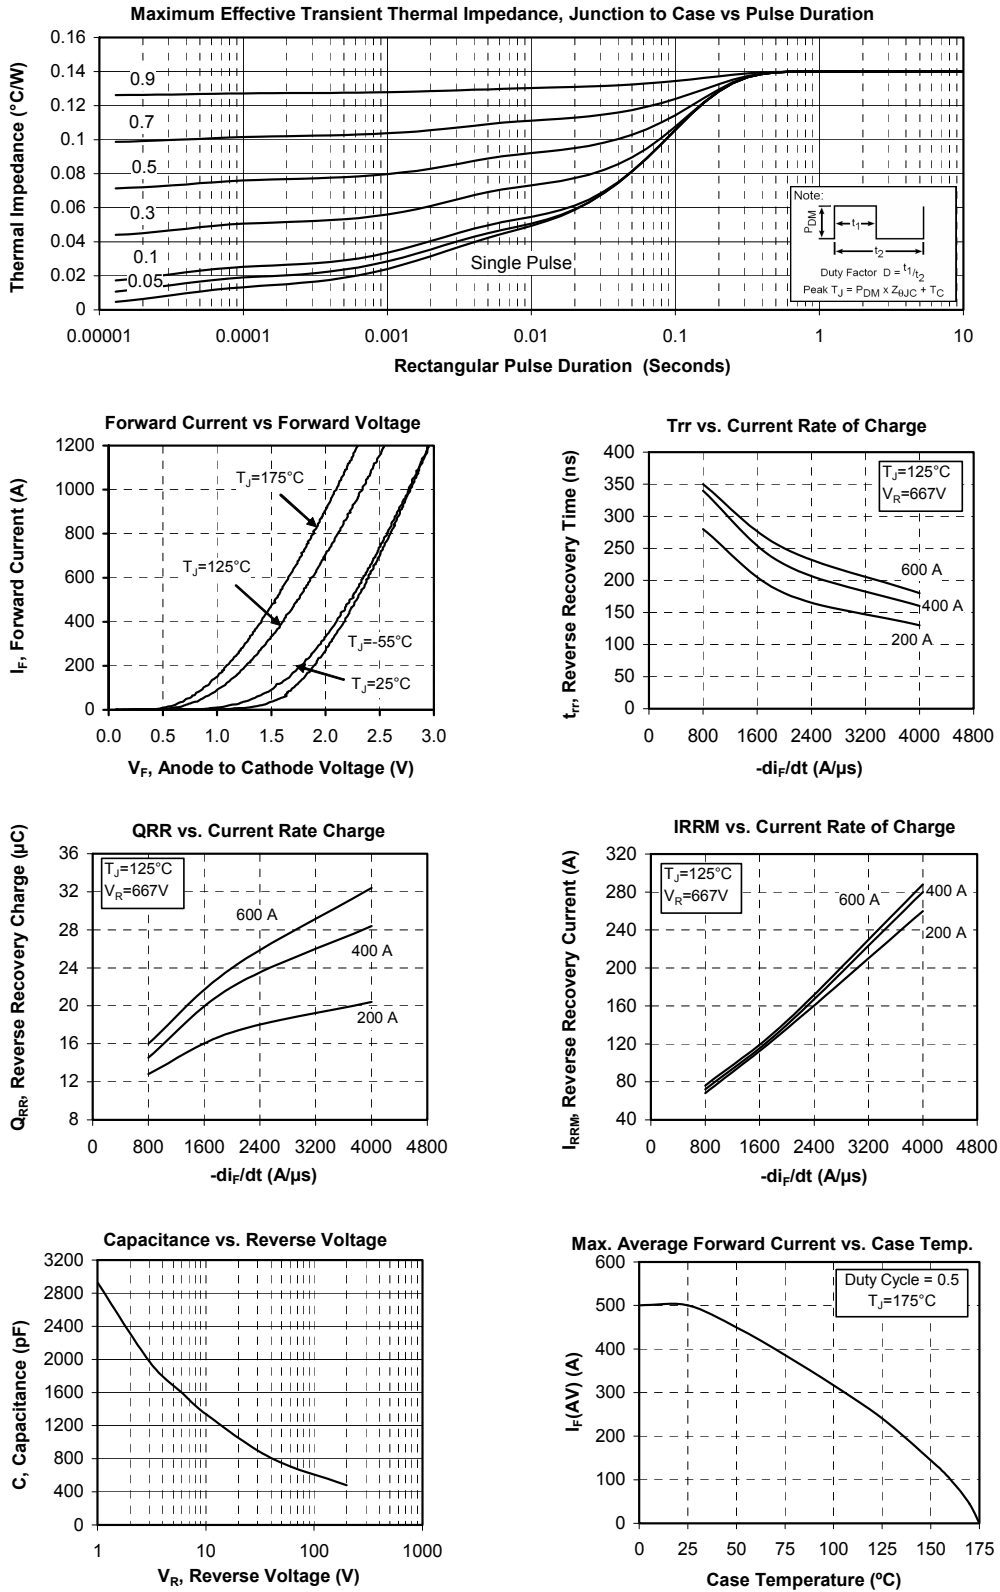 Maximum Effective Transient Thermal Impedance, Junction to Case vs Pulse Duration
Thermal Impedance (°C/W)
0.16
0.14
0.12
0.1
0.08
0.06
0.04
0.02
0
0.9
0.7
0.5
0.3
0.1
0.05
Single Pulse
Note:
PDM
t1
t2
Duty Factor D = t1/t2
Peak TJ = PDM x ZθJC + TC
0.00001 0.0001 0.001 0.01 0.1 1 10
Rectangular Pulse Duration (Seconds)
Forward Current vs Forward Voltage
IF, Forward Current (A)
1200
1000
800
600
400
200
0
TJ=175°C
TJ=125°C
TJ=-55°C
TJ=25°C
0.0 0.5 1.0 1.5 2.0 2.5 3.0
VF, Anode to Cathode Voltage (V)
Trr vs. Current Rate of Charge
trr, Reverse Recovery Time (ns)
400
350
300
250
200
150
100
50
0
TJ=125°C
VR=667V
600 A
400 A
200 A
0 800 1600 2400 3200 4000 4800
-diF/dt (A/µs)
QRR vs. Current Rate Charge
QRR, Reverse Recovery Charge (µC)
36
32
28
24
20
16
12
8
TJ=125°C
VR=667V
600 A
400 A
200 A
0 800 1600 2400 3200 4000 4800
-diF/dt (A/µs)
IRRM vs. Current Rate of Charge
IRRM, Reverse Recovery Current (A)
320
280
240
200
160
120
80
40
TJ=125°C
VR=667V
600 A
400 A
200 A
0 800 1600 2400 3200 4000 4800
-diF/dt (A/µs)
Capacitance vs. Reverse Voltage
C, Capacitance (pF)
3200
2800
2400
2000
1600
1200
800
400
0
1 10 100 1000
VR, Reverse Voltage (V)
Max. Average Forward Current vs. Case Temp.
IF(AV) (A)
600
500
400
300
200
100
0
Duty Cycle = 0.5
TJ=175°C
0 25 50 75 100 125 150 175
Case Temperature (ºC)